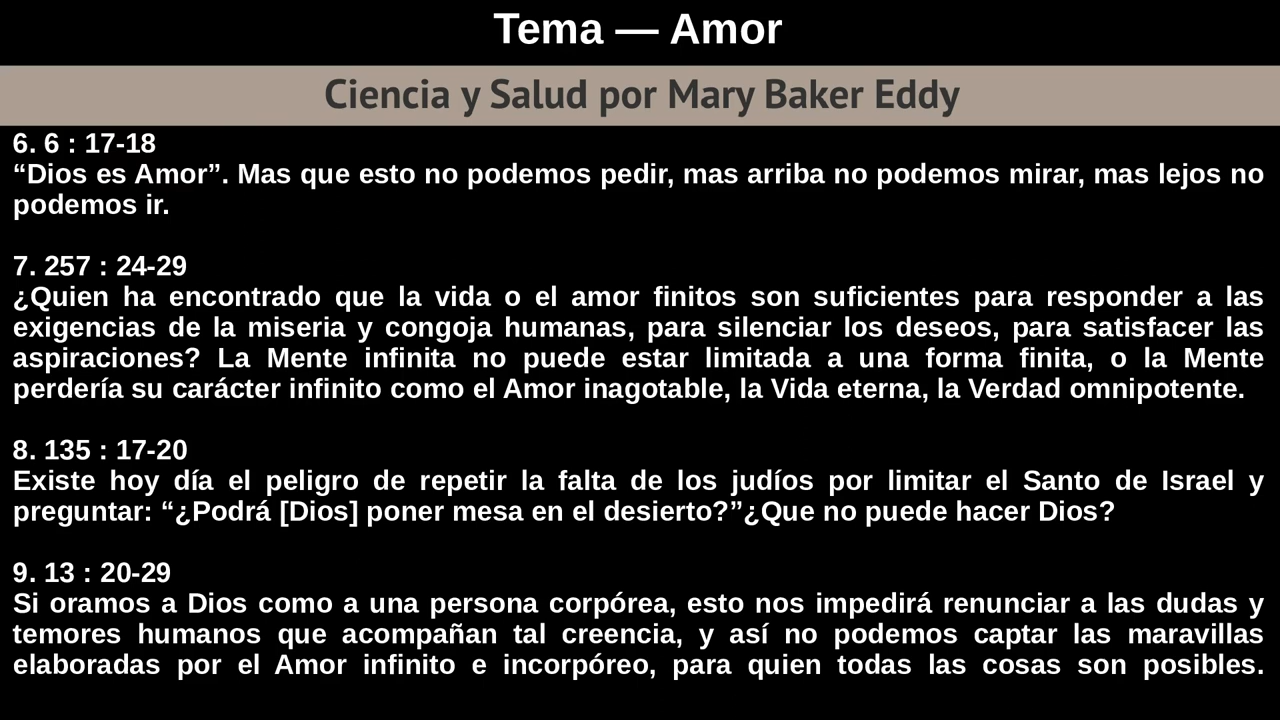 Tema — Amor
Ciencia y Salud por Mary Baker Eddy
6. 6 : 17-18
“Dios es Amor”. Mas que esto no podemos pedir, mas arriba no podemos mirar, mas lejos no
podemos ir.
7. 257 : 24-29
¿Quien ha encontrado que la vida o el amor finitos son suficientes para responder a las
exigencias de la miseria y congoja humanas, para silenciar los deseos, para satisfacer las
aspiraciones? La Mente infinita no puede estar limitada a una forma finita, o la Mente
perdería su carácter infinito como el Amor inagotable, la Vida eterna, la Verdad omnipotente.
8. 135 : 17-20
Existe hoy día el peligro de repetir la falta de los judíos por limitar el Santo de Israel y
preguntar: “¿Podrá [Dios] poner mesa en el desierto?”¿Que no puede hacer Dios?
9. 13 : 20-29
Si oramos a Dios como a una persona corpórea, esto nos impedirá renunciar a las dudas y
temores humanos que acompañan tal creencia, y así no podemos captar las maravillas
elaboradas por el Amor infinito e incorpóreo, para quien todas las cosas son posibles.